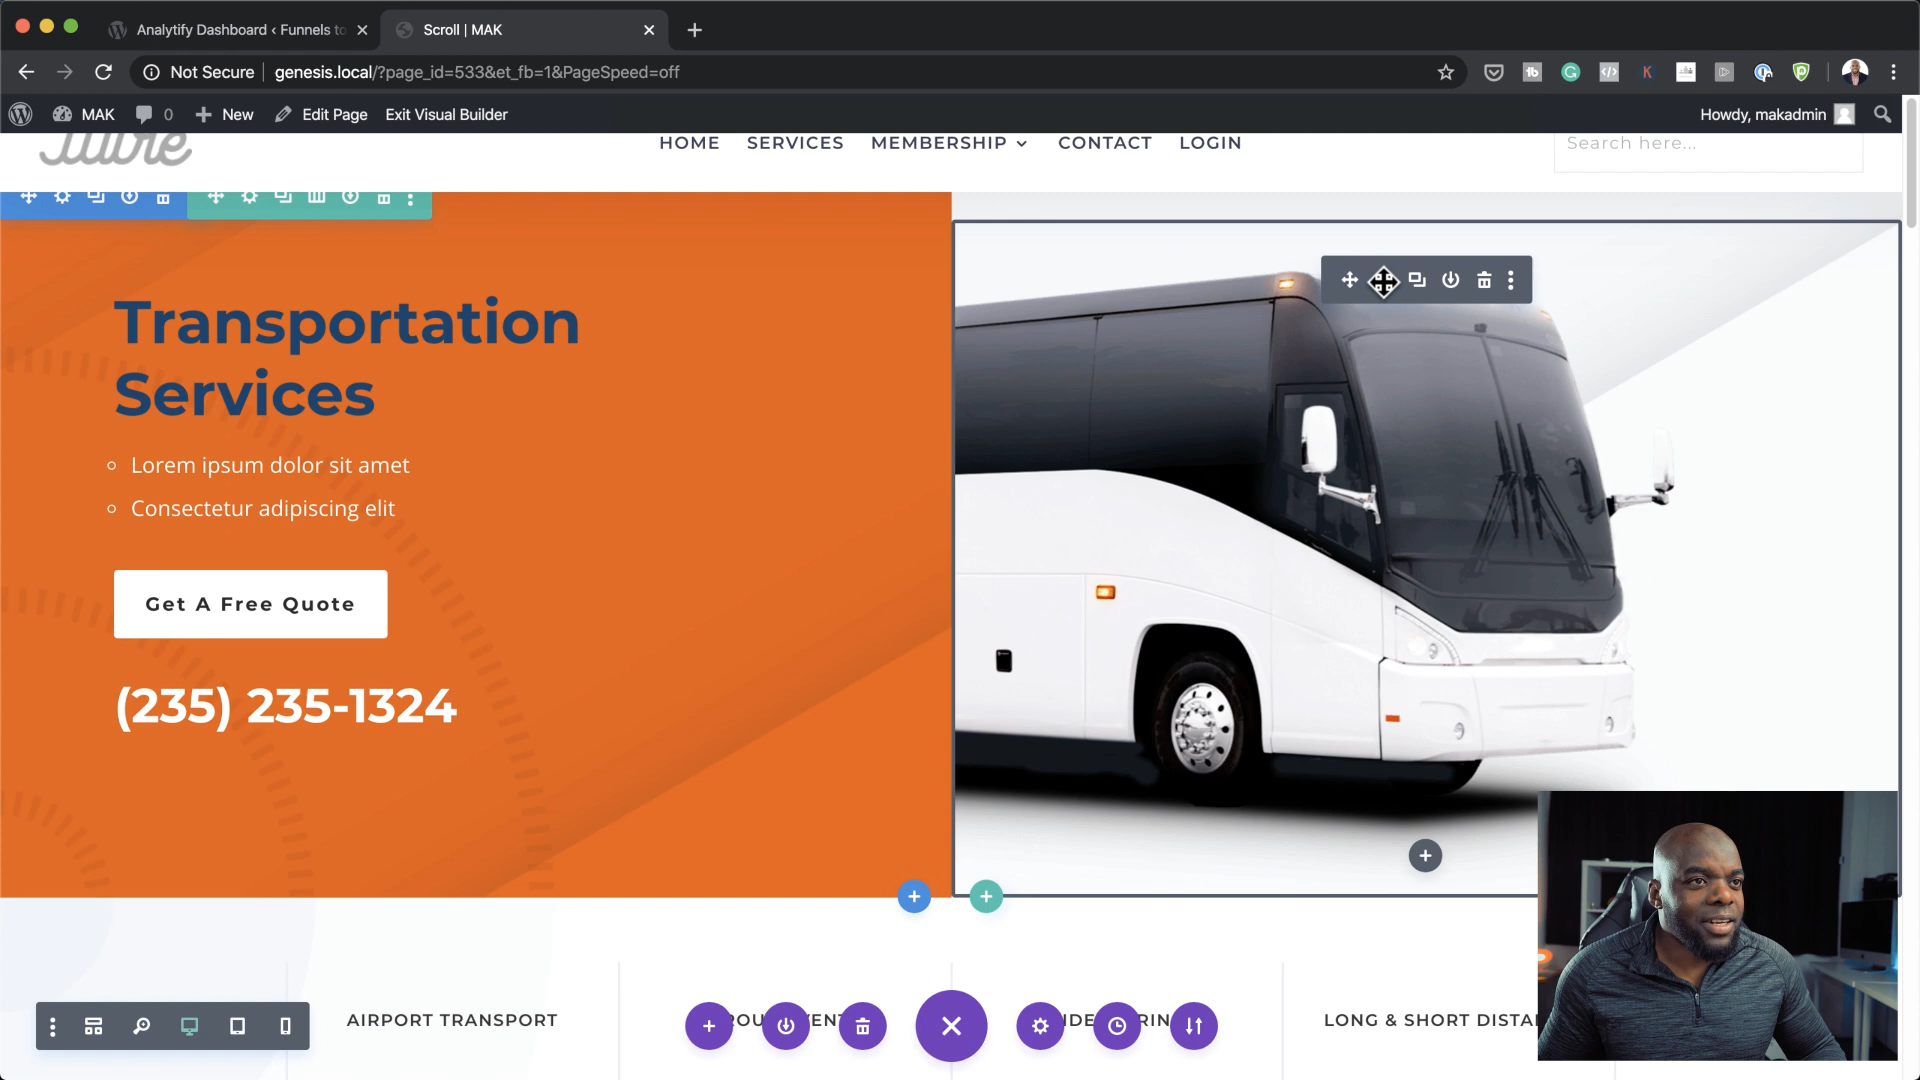 Analytify Dashboard ‹ Funnels to
Scroll | MAK
Not Secure
genesis.local/?page_id=533&et_fb=1&PageSpeed=off
MAK
0
New
Edit Page
Exit Visual Builder
Howdy, makadmin
HOME
SERVICES
MEMBERSHIP
CONTACT
LOGIN
Search here...
Transportation
Services
Lorem ipsum dolor sit amet
Consectetur adipiscing elit
Get A Free Quote
(235) 235-1324
AIRPORT TRANSPORT
LONG & SHORT